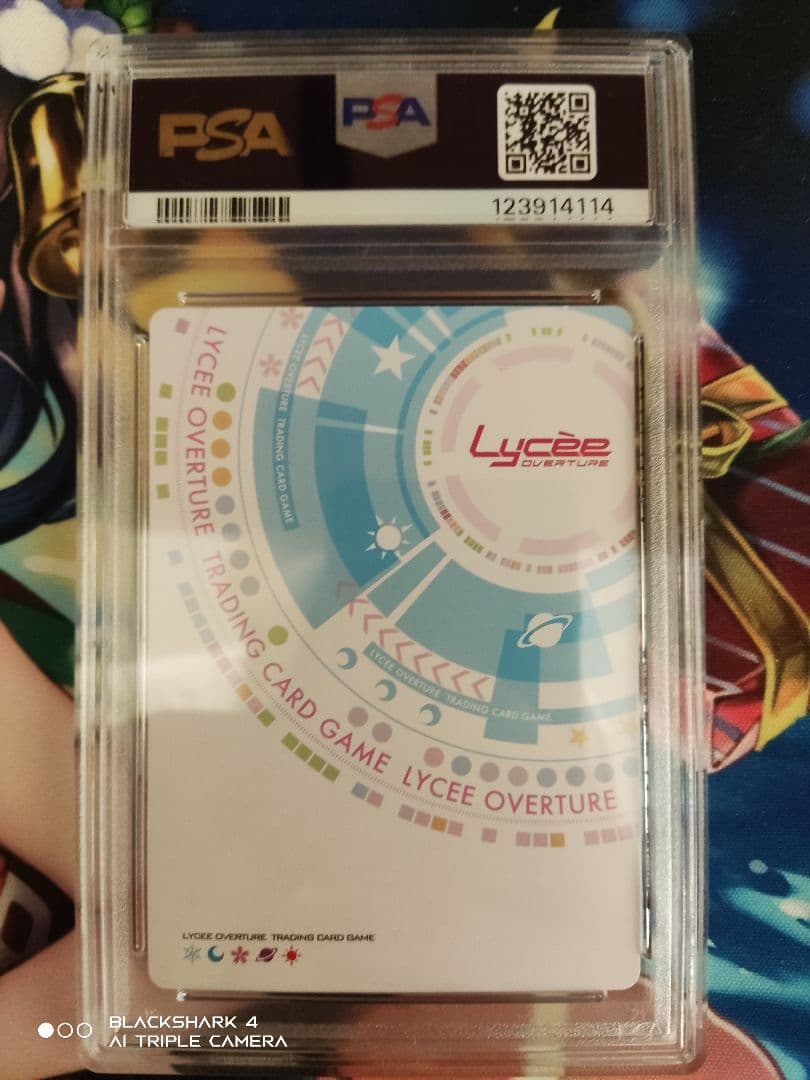 PSA
PSA
123914114
LYCEE OVERTURE TRADING CARD GAME LYCEE OVERTURE
LYCEE OVERTURE TRADING CARD GAME
Lycèe
OVERTURE
LYCEE OVERTURE TRADING CARD GAME
LYCEE OVERTURE TRADING CARD GAME
BLACKSHARK 4
AI TRIPLE CAMERA